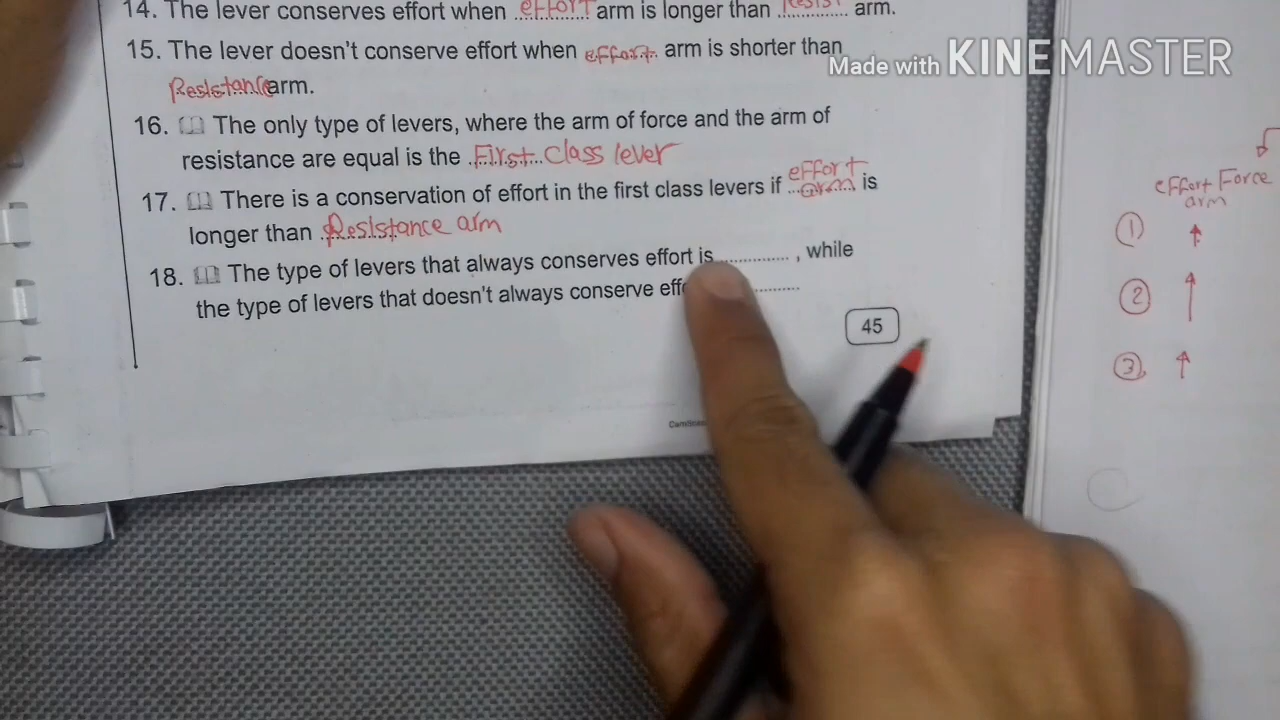 14. The lever conserves effort when effort arm is longer than Resist arm.
15. The lever doesn't conserve effort when effort arm is shorter than
Resistance arm.
16. The only type of levers, where the arm of force and the arm of
resistance are equal is the First class lever
17. There is a conservation of effort in the first class levers if effort arm is
longer than Resistance arm
18. The type of levers that always conserves effort is .............. , while
the type of levers that doesn't always conserve ..........
45
Made with KINEMASTER
effort Force
arm
① ↑
② ↑
③ ↑